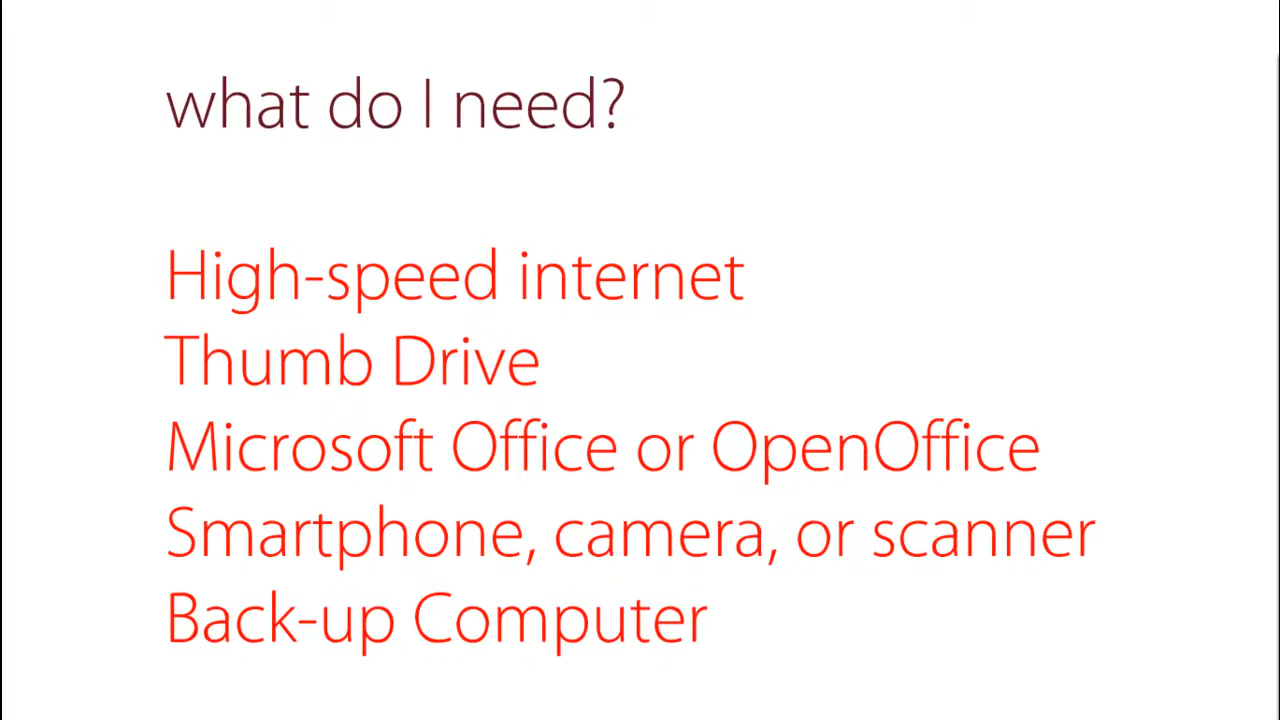 what do I need?
High-speed internet
Thumb Drive
Microsoft Office or OpenOffice
Smartphone, camera, or scanner
Back-up Computer